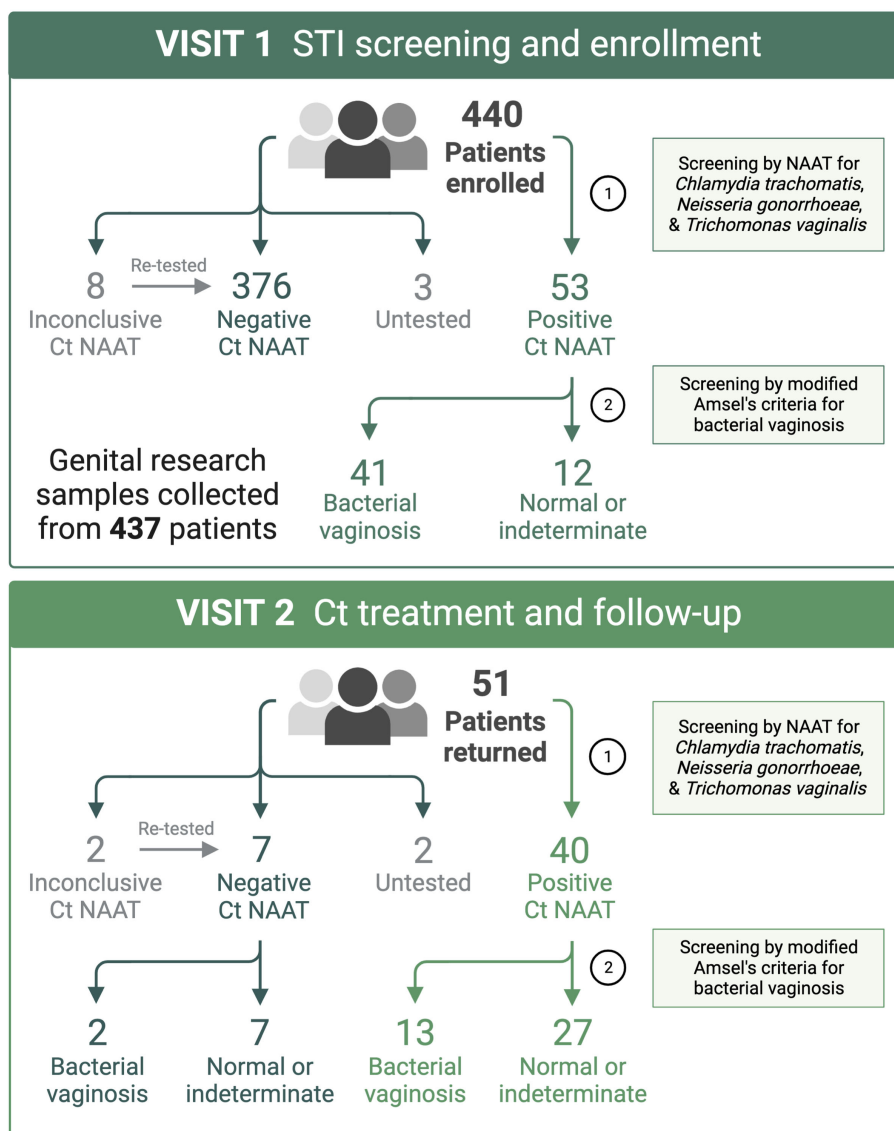 VISIT 1 STI screening and enrollment
440
Patients
enrolled
1
Screening by NAAT for
Chlamydia trachomatis,
Neisseria gonorrhoeae,
& Trichomonas vaginalis
8
Inconclusive
Ct NAAT
Re-tested
376
Negative
Ct NAAT
3
Untested
53
Positive
Ct NAAT
2
Screening by modified
Amsel's criteria for
bacterial vaginosis
Genital research
samples collected
from 437 patients
41
Bacterial
vaginosis
12
Normal or
indeterminate
VISIT 2 Ct treatment and follow-up
51
Patients
returned
1
Screening by NAAT for
Chlamydia trachomatis,
Neisseria gonorrhoeae,
& Trichomonas vaginalis
2
Inconclusive
Ct NAAT
Re-tested
7
Negative
Ct NAAT
2
Untested
40
Positive
Ct NAAT
2
Screening by modified
Amsel's criteria for
bacterial vaginosis
2
Bacterial
vaginosis
7
Normal or
indeterminate
13
Bacterial
vaginosis
27
Normal or
indeterminate